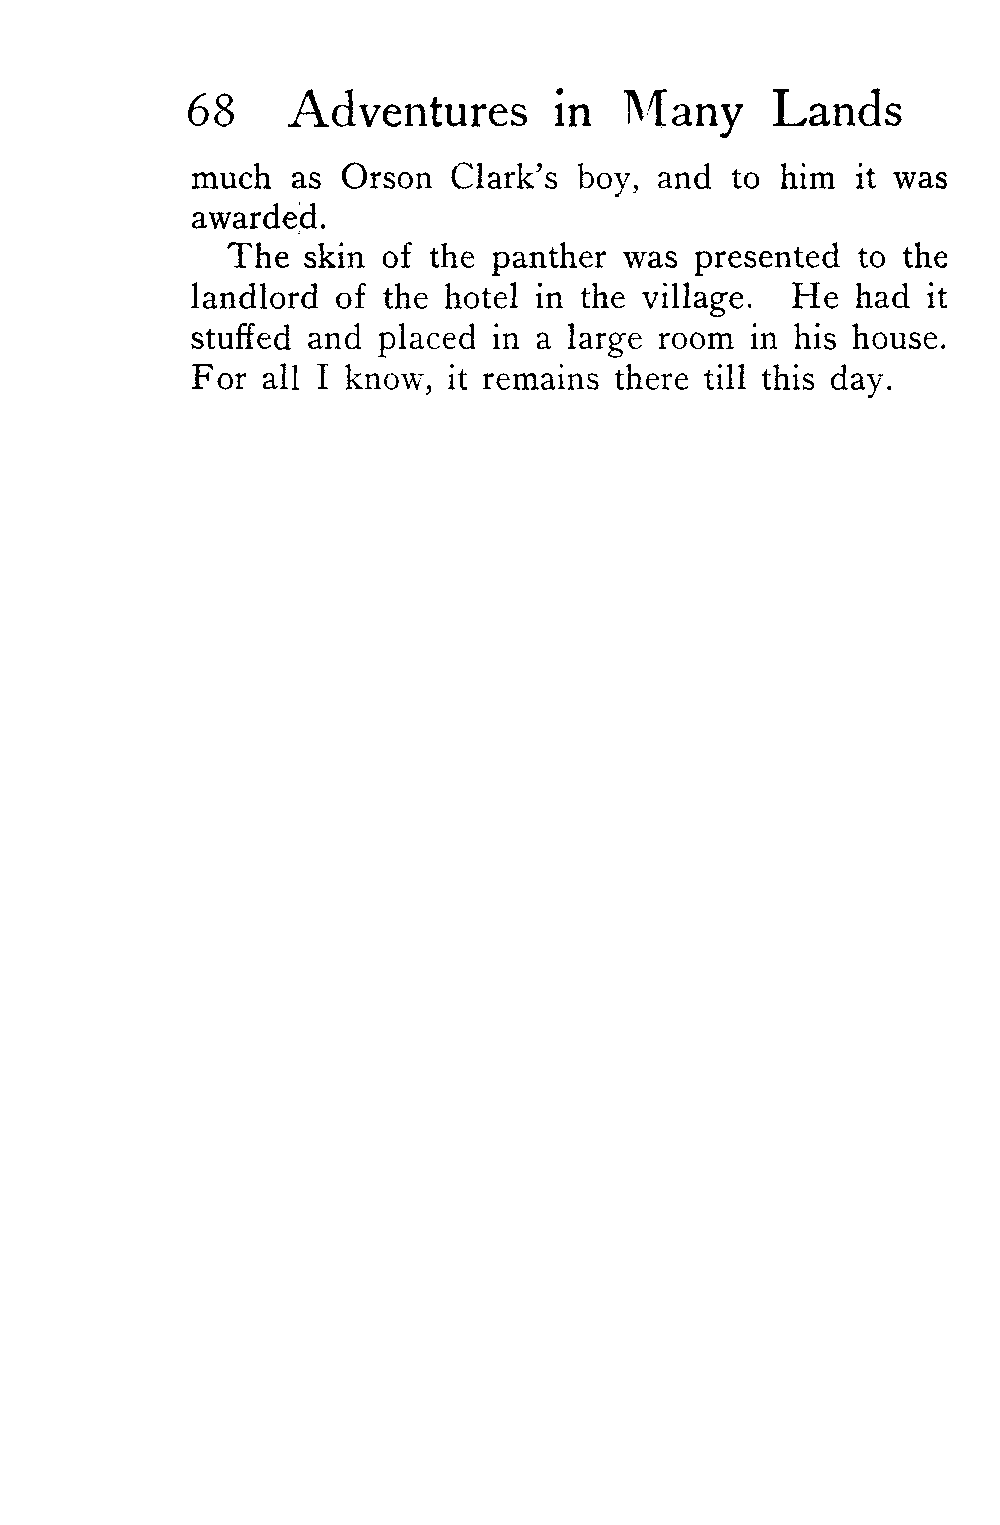 68 Adventures in Many Lands
much as Orson Clark's boy, and to him it was
awarded.
The skin of the panther was presented to the
landlord of the hotel in the village. He had it
stuffed and placed in a large room in his house.
For all I know, it remains there till this day.